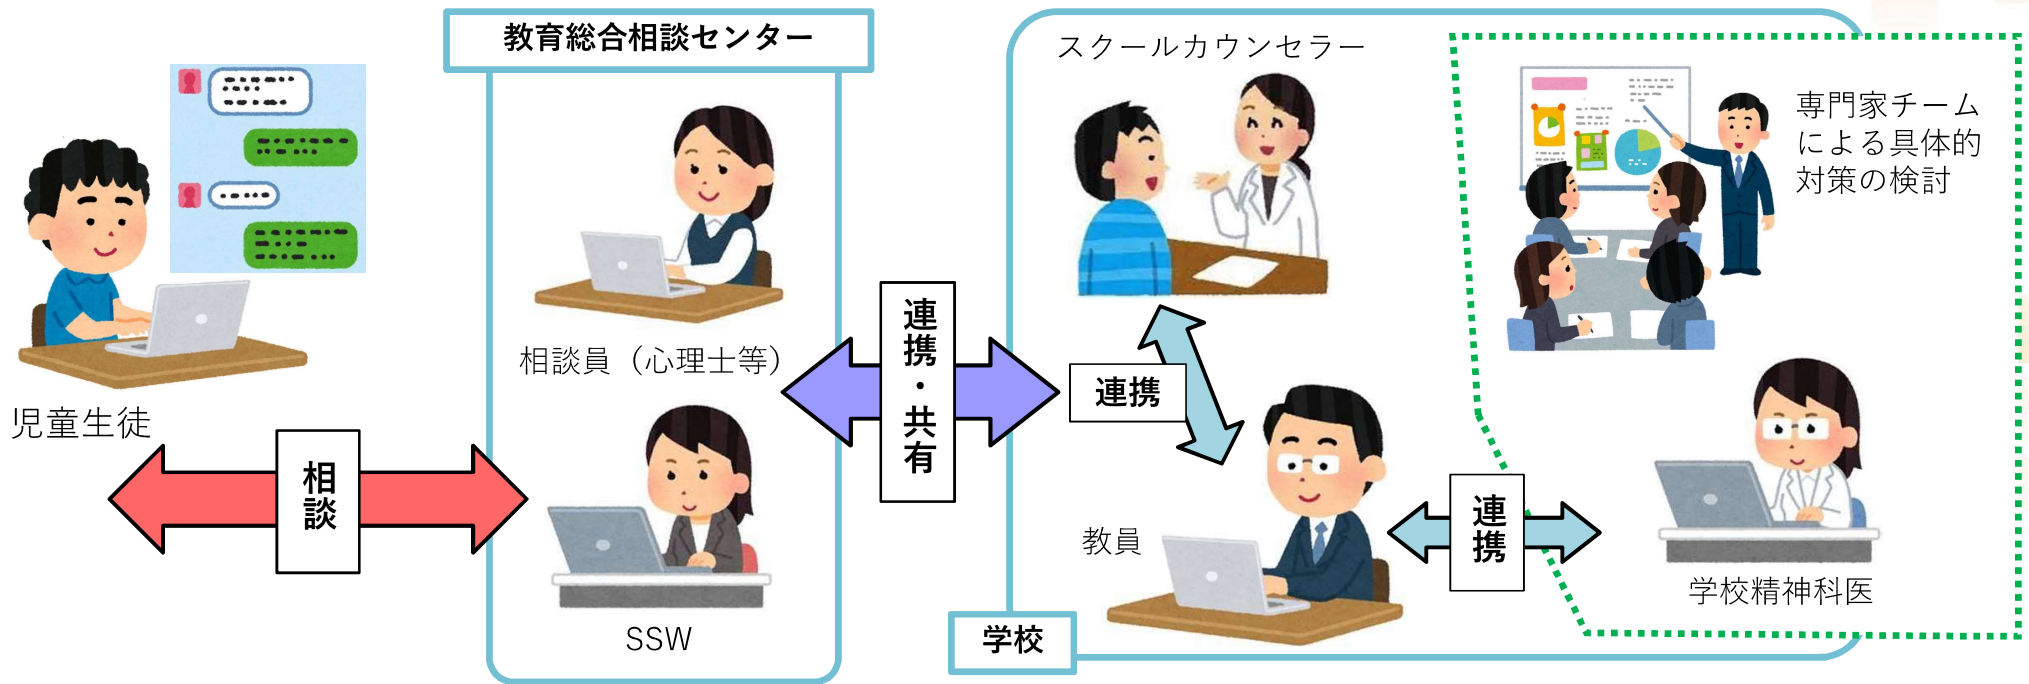 教育総合相談センター
スクールカウンセラー
専門家チーム
による具体的
対策の検討
相談員（心理士等）
連携・共有
連携
児童生徒
相談
教員
連携
学校精神科医
SSW
学校